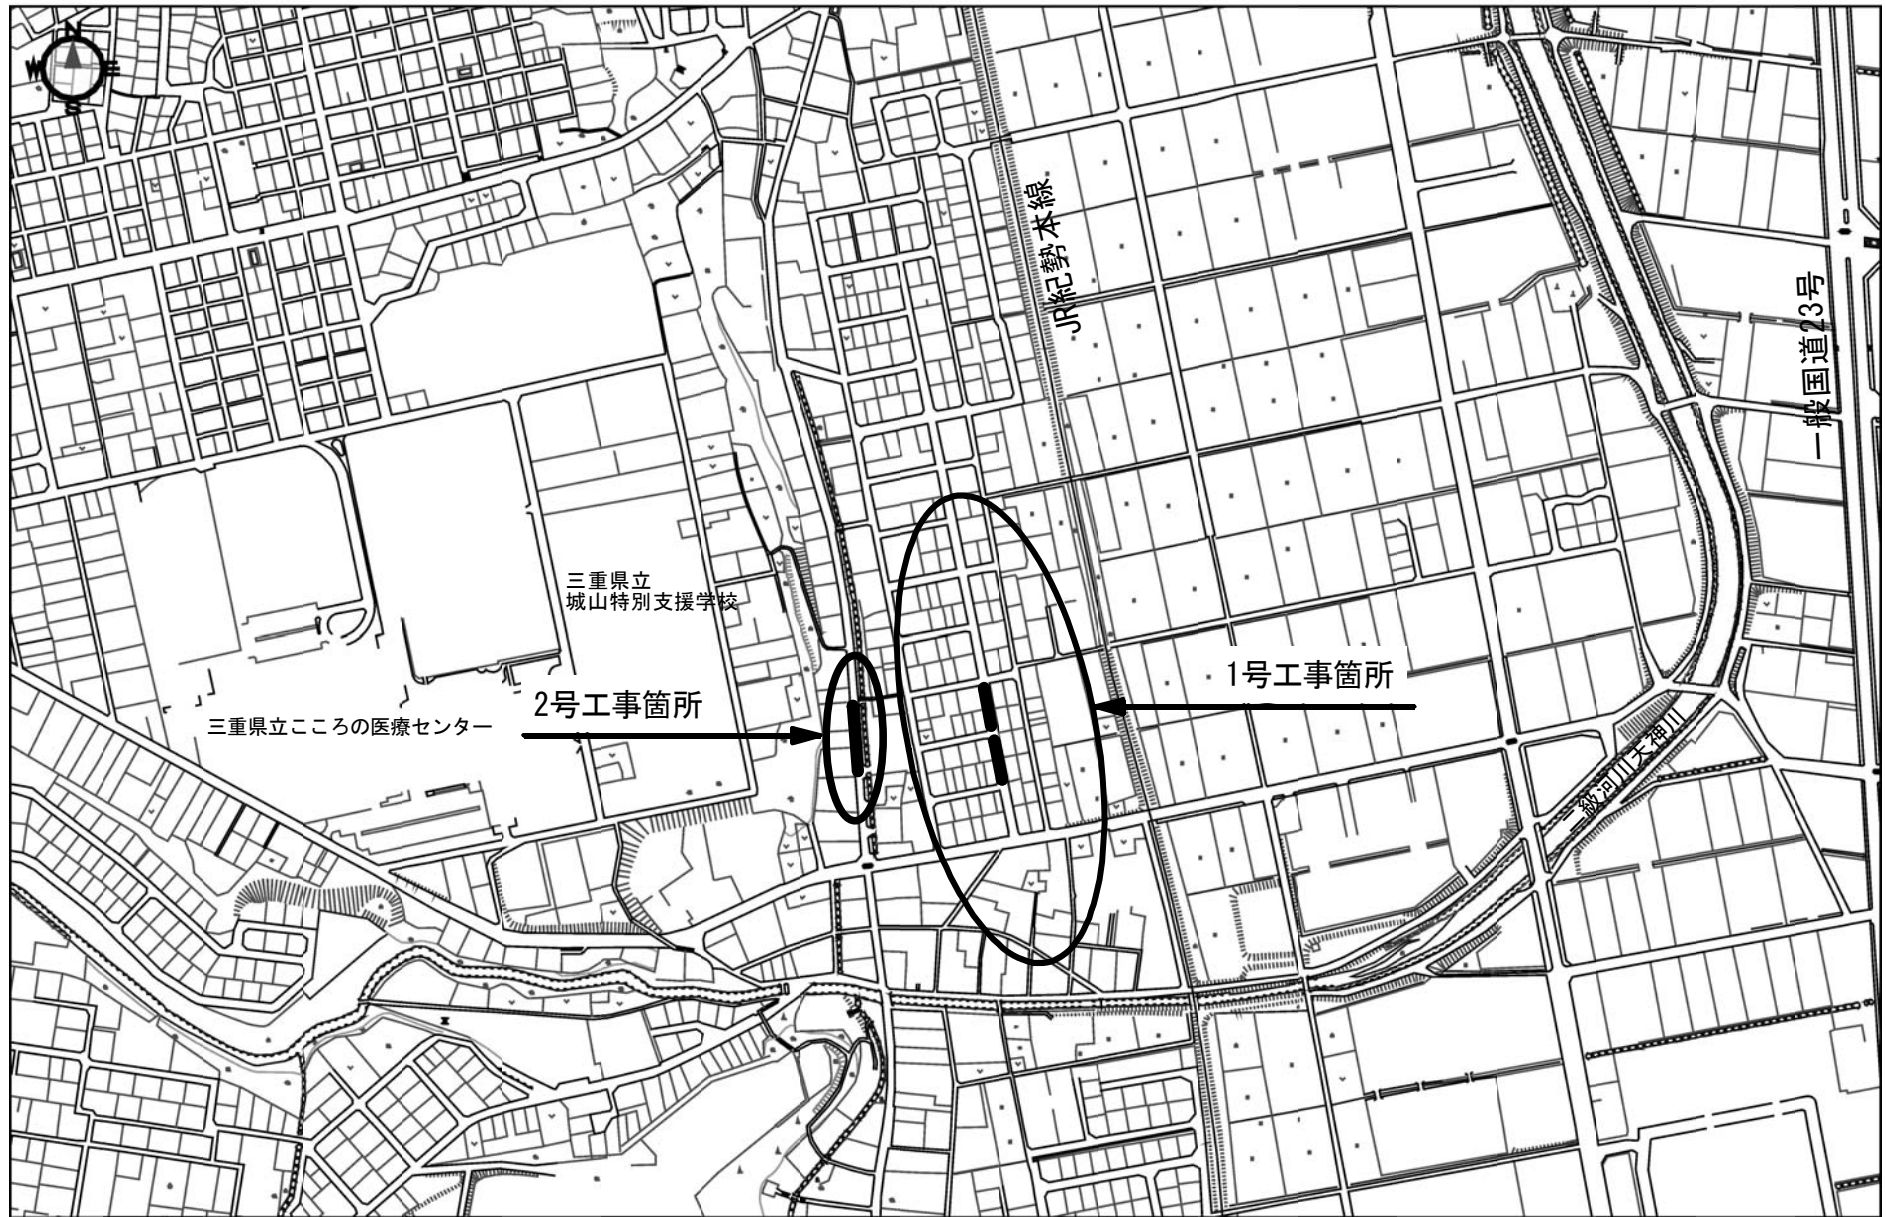 N
W
E
S
JR紀勢本線
一般国道23号
三重県立
城山特別支援学校
1号工事箇所
2号工事箇所
三重県立こころの医療センター
二級河川天神川